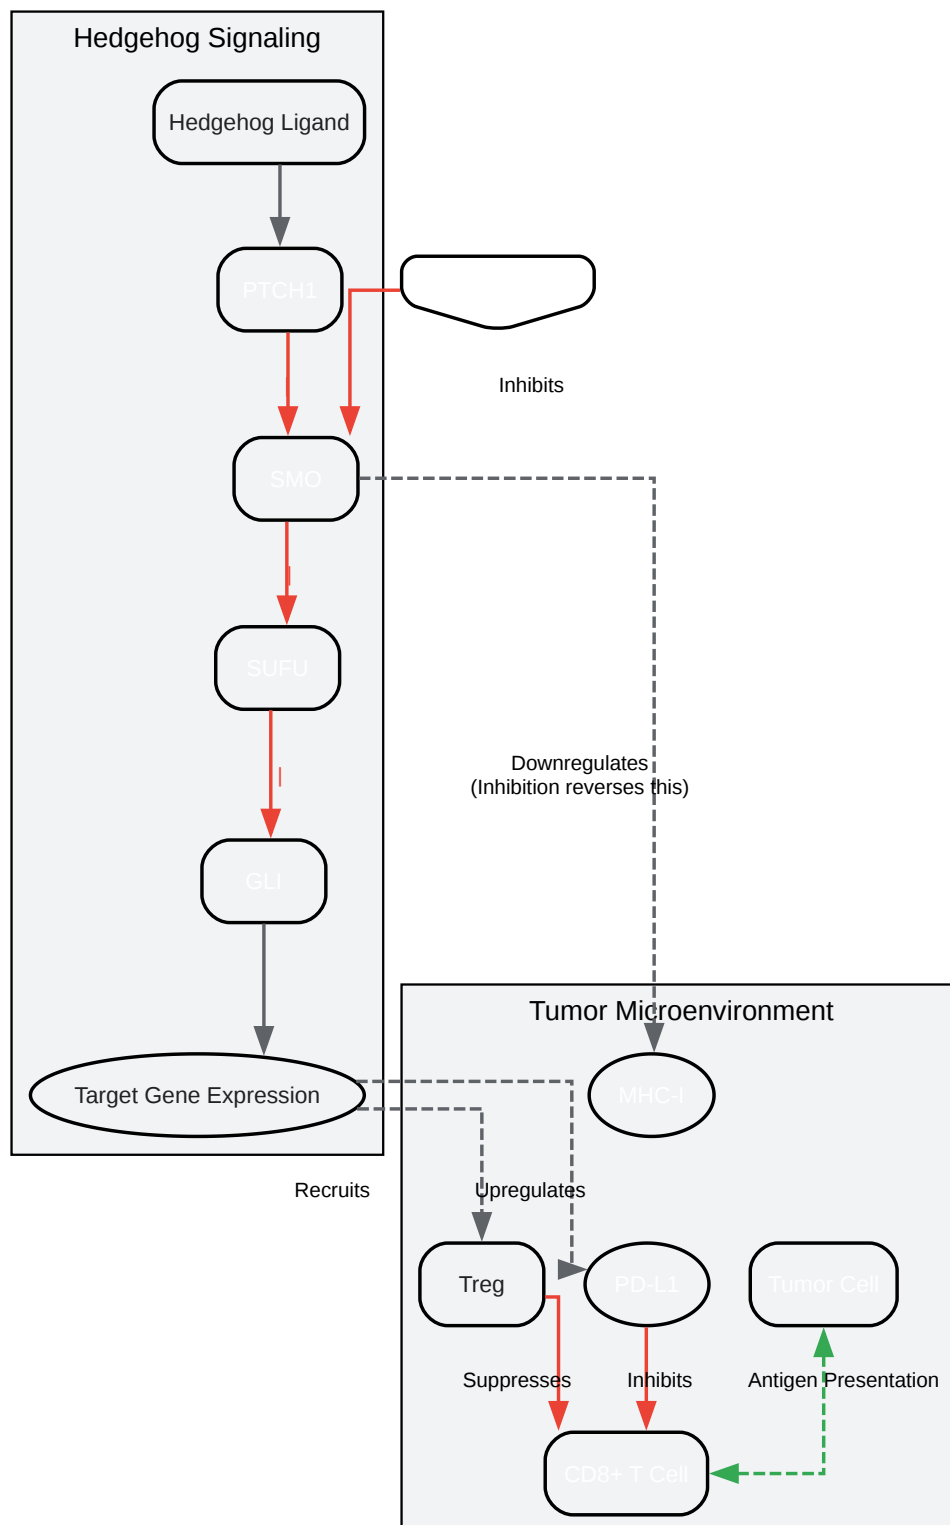 Hedgehog Signaling
Hedgehog Ligand
PTCH1
Inhibits
SMO
SUFU
Downregulates
(Inhibition reverses this)
GLI
Tumor Microenvironment
Target Gene Expression
MHC-I
Recruits
Upregulates
Treg
PD-L1
Tumor Cell
Suppresses
Inhibits
Antigen Presentation
CD8+ T Cell